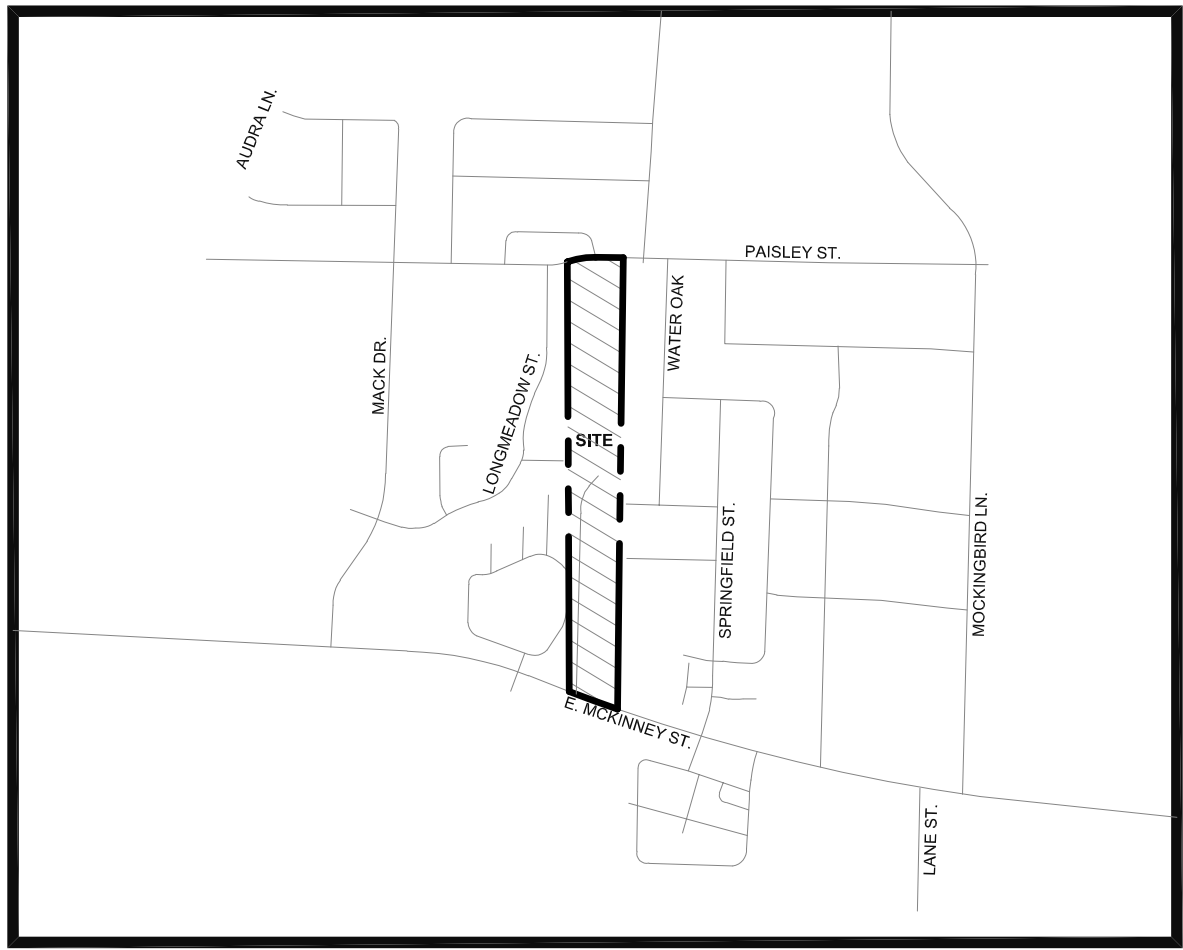 AUDRA LN.
PAISLEY ST.
WATER OAK
MACK DR.
LONGMEADOW ST.
SITE
SPRINGFIELD ST.
MOCKINGBIRD LN.
E. MCKINNEY ST.
LANE ST.